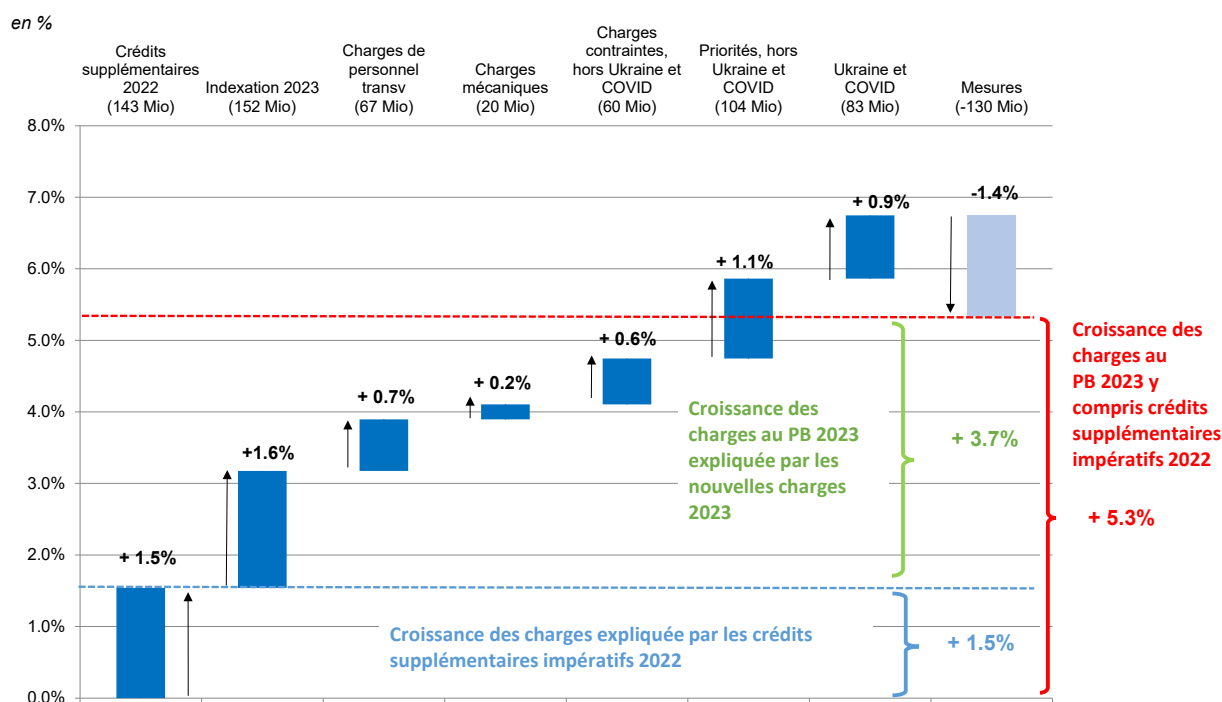 en %
Crédits
supplémentaires
2022
(143 Mio)
Indexation 2023
(152 Mio)
Charges de
personnel
transv
(67 Mio)
Charges
mécaniques
(20 Mio)
Charges
contraintes,
hors Ukraine et
COVID
(60 Mio)
Priorités, hors
Ukraine et
COVID
(104 Mio)
Ukraine et
COVID
(83 Mio)
Mesures
(-130 Mio)
8.0%
7.0%
6.0%
5.0%
4.0%
3.0%
2.0%
1.0%
0.0%
+ 1.5%
+1.6%
+ 0.7%
+ 0.2%
+ 0.6%
+ 1.1%
+ 0.9%
-1.4%
Croissance des
charges au PB 2023
expliquée par les
nouvelles charges
2023
+ 3.7%
Croissance des charges expliquée par les crédits
supplémentaires impératifs 2022
+ 1.5%
Croissance des
charges au
PB 2023 y
compris crédits
supplémentaires
impératifs 2022
+ 5.3%